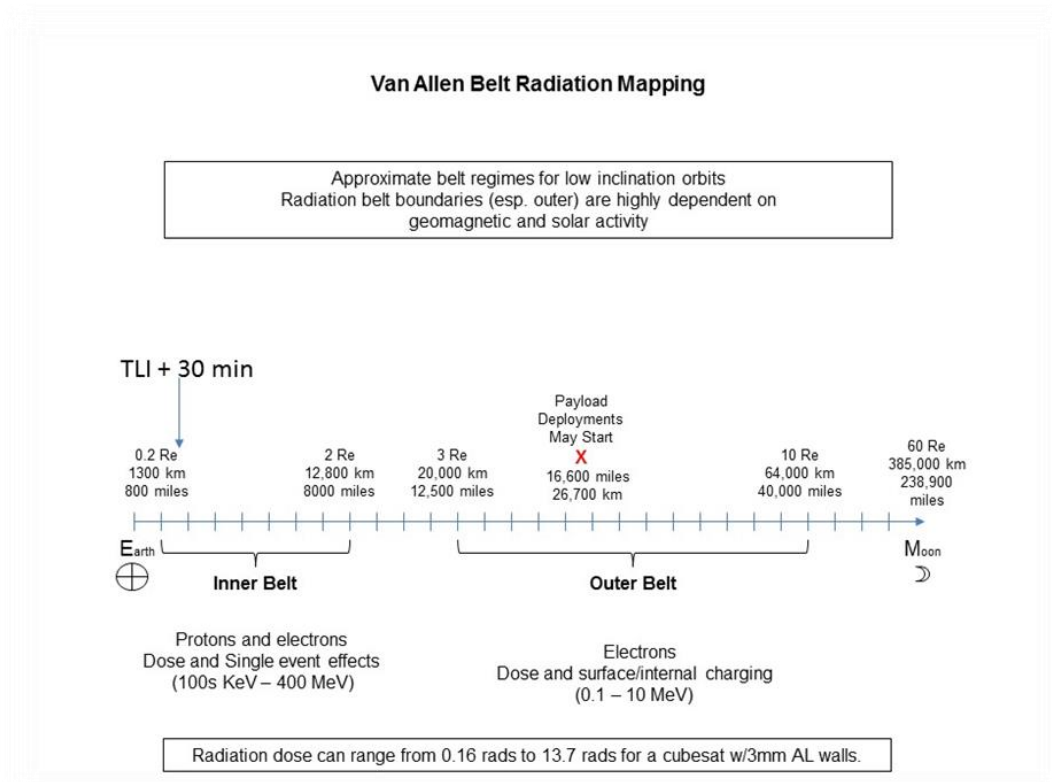 Van Allen Belt Radiation Mapping
Approximate belt regimes for low inclination orbits
Radiation belt boundaries (esp. outer) are highly dependent on
geomagnetic and solar activity
TLI + 30 min
0.2 Re
1300 km
800 miles
2 Re
12,800 km
8000 miles
3 Re
20,000 km
12,500 miles
Payload
Deployments
May Start
X
16,600 miles
26,700 km
10 Re
64,000 km
40,000 miles
60 Re
385,000 km
238,900
miles
Earth
Inner Belt
Outer Belt
Moon
Protons and electrons
Dose and Single event effects
(100s KeV – 400 MeV)
Electrons
Dose and surface/internal charging
(0.1 – 10 MeV)
Radiation dose can range from 0.16 rads to 13.7 rads for a cubesat w/3mm AL walls.